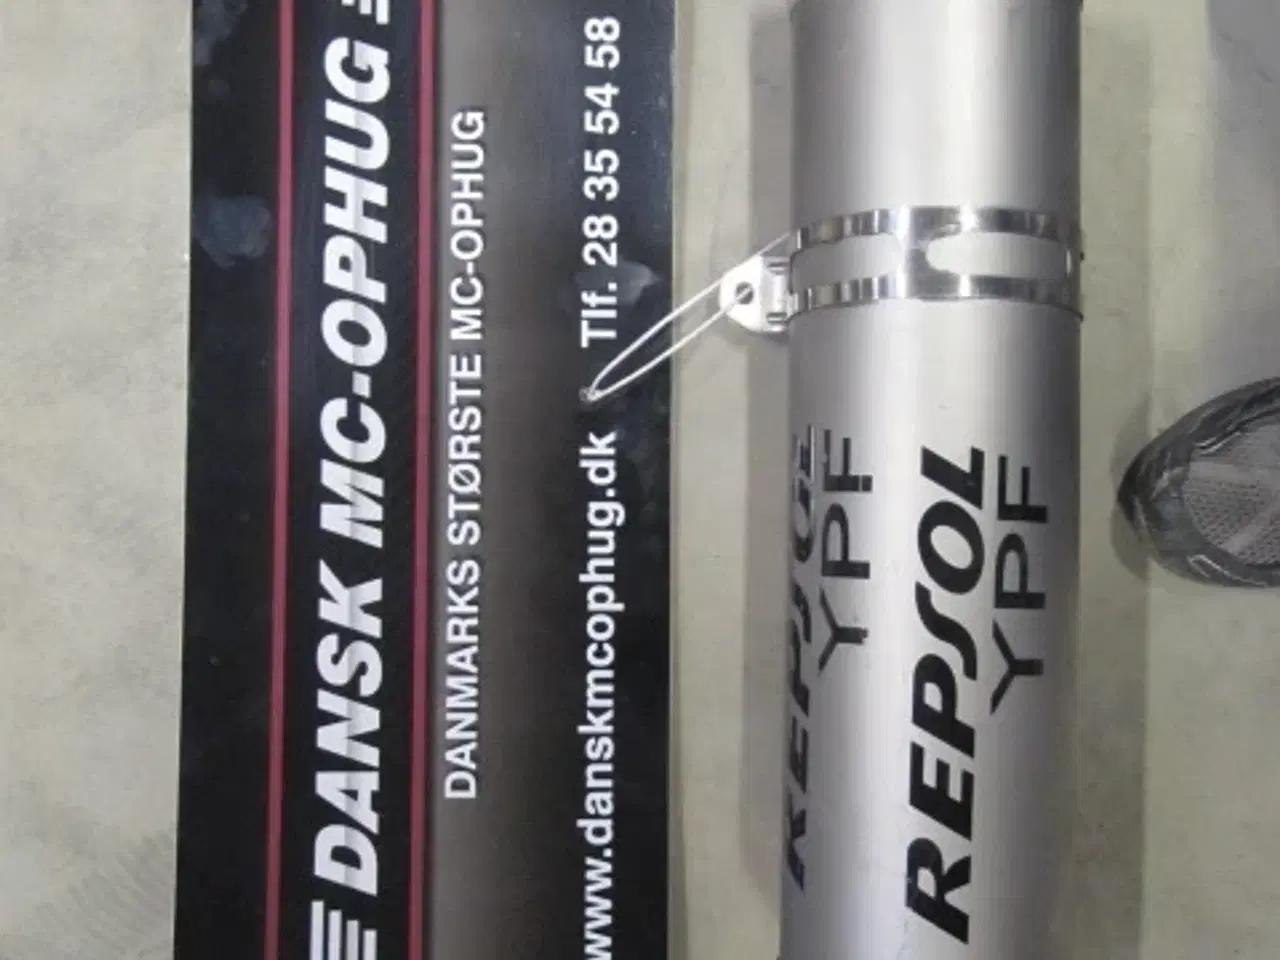 DANSK MC-OPHUG
DANMARKS STØRSTE MC-OPHUG
www.danskmcophug.dk Tlf. 28 35 54 58
REPSOL
YPF
REPSOL
YPF